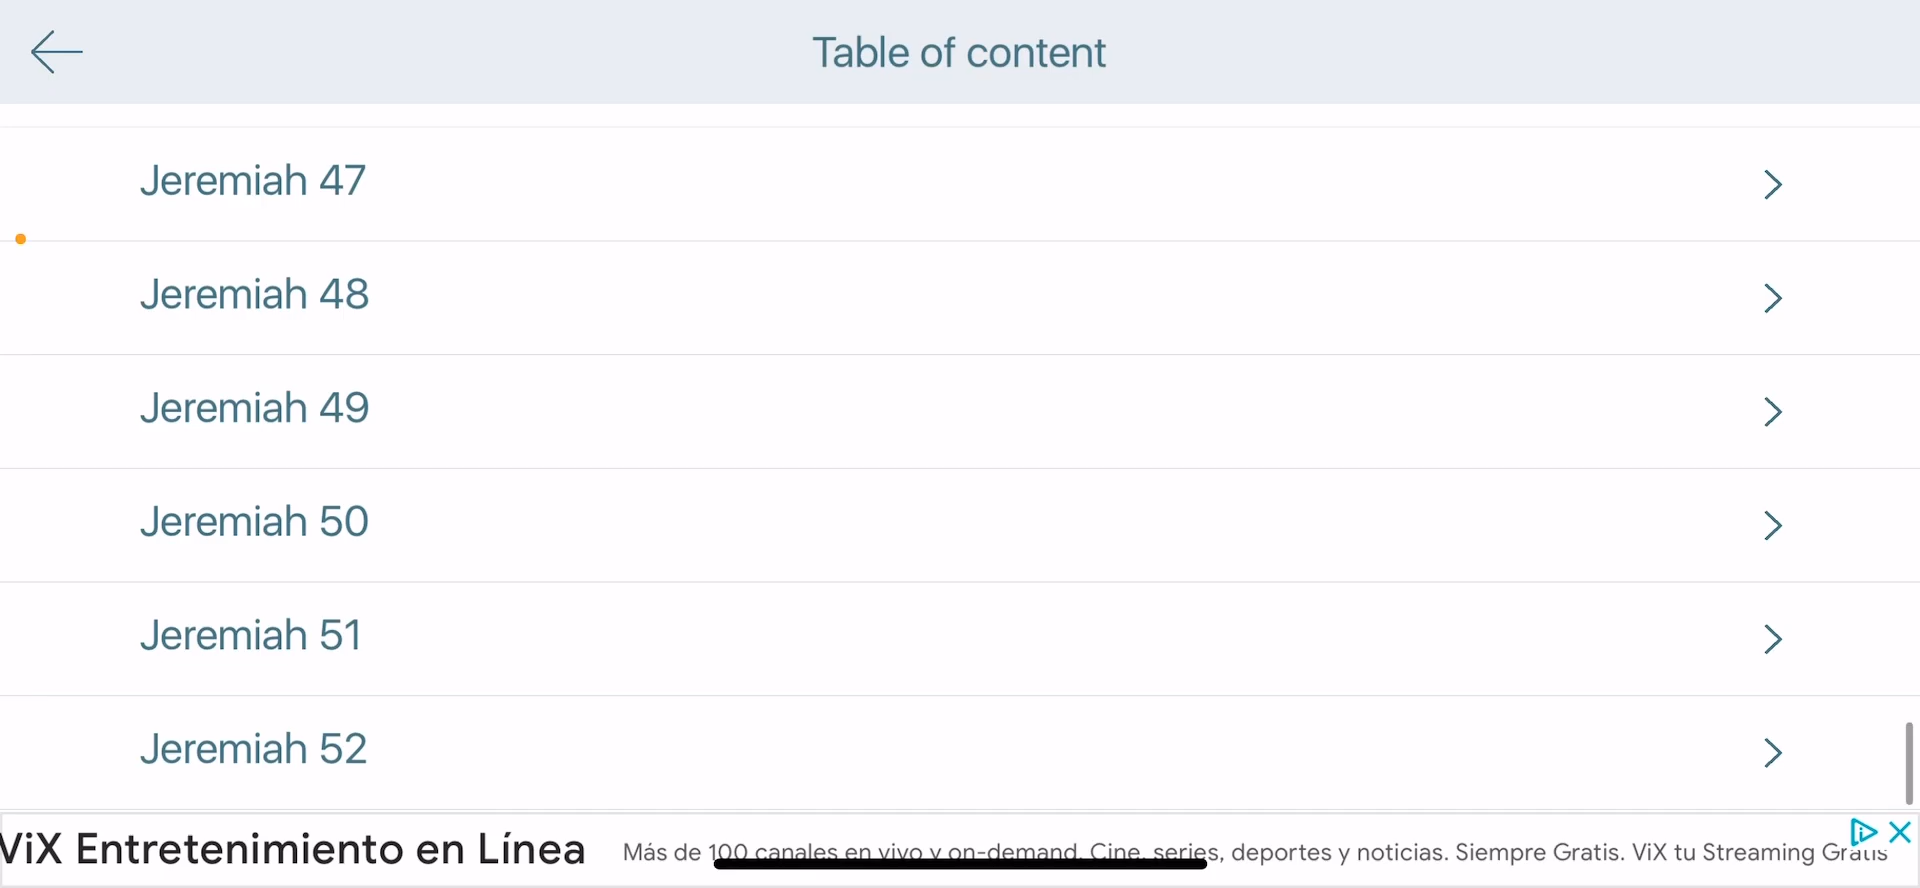 Table of content
Jeremiah 47
Jeremiah 48
Jeremiah 49
Jeremiah 50
Jeremiah 51
Jeremiah 52
ViX Entretenimiento en Línea
Más de 100 canales en vivo y on-demand. Cine, series, deportes y noticias. Siempre Gratis. ViX tu Streaming Gratis